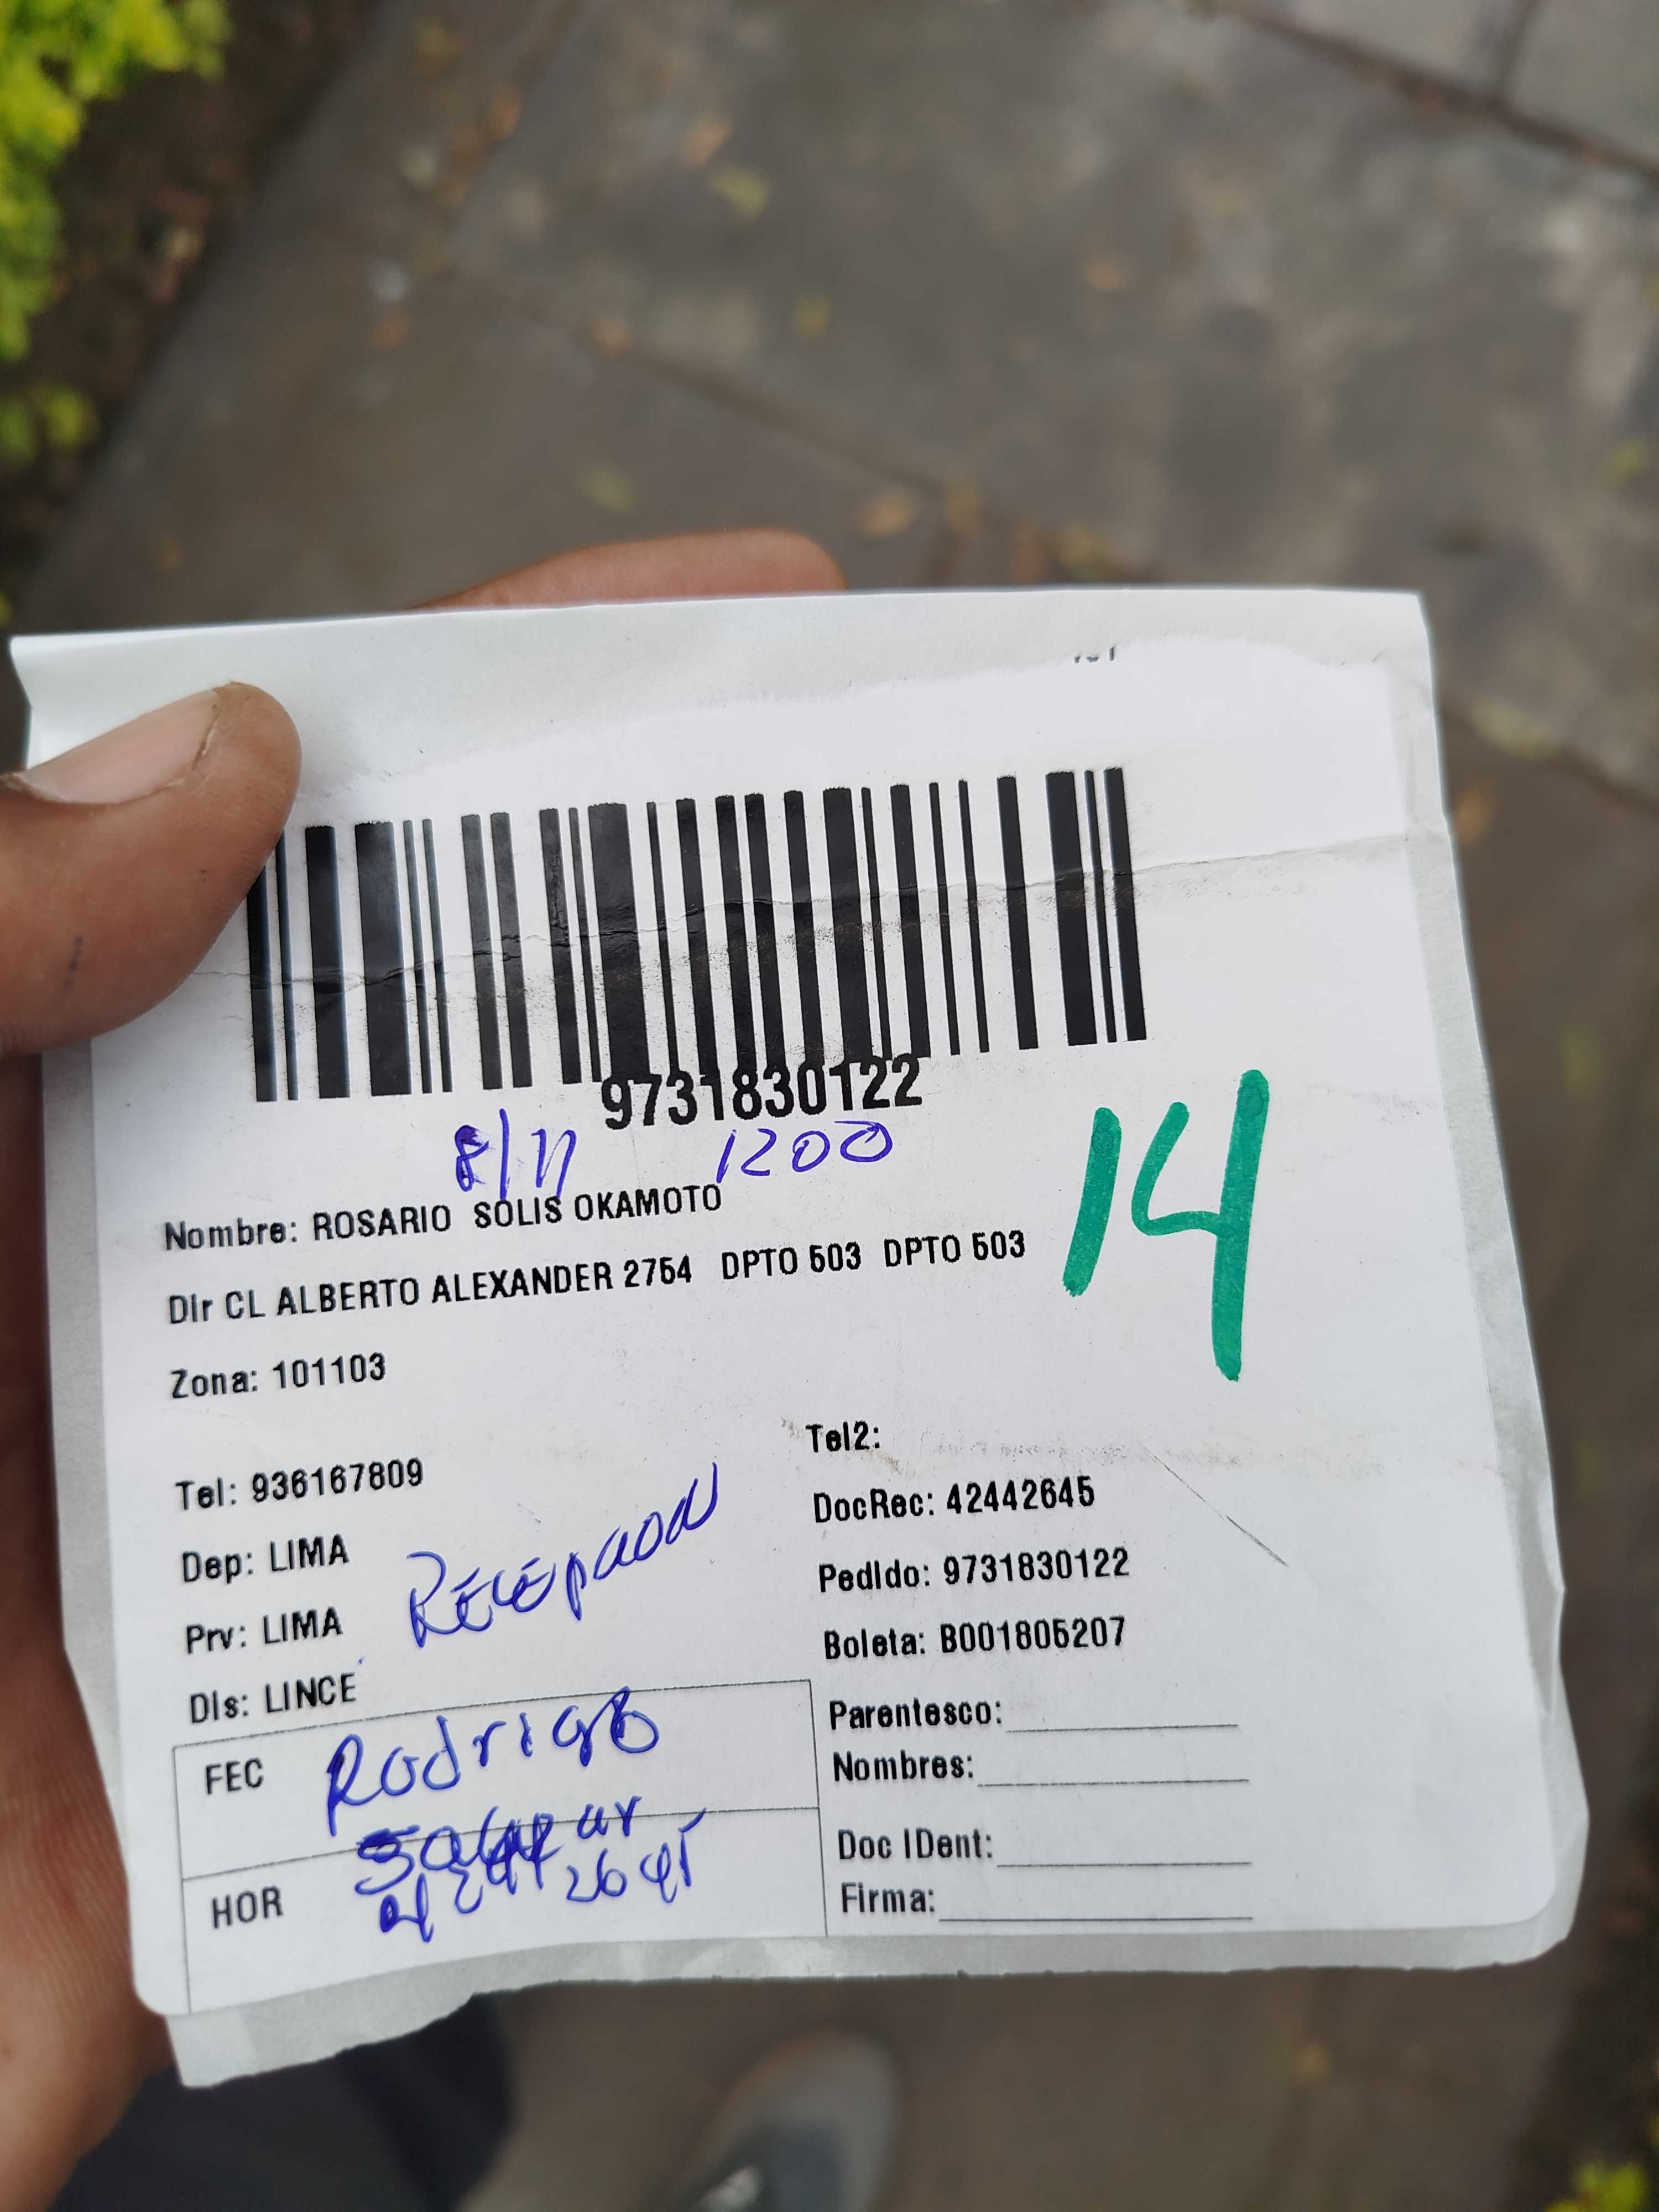 9731830122
8/11 1200
14
Nombre: ROSARIO SOLIS OKAMOTO
Dir CL ALBERTO ALEXANDER 2754 DPTO 503 DPTO 503
Zona: 101103
Tel: 936167809
Tel2:
Dep: LIMA
DocRec: 42442645
Prv: LIMA
Pedido: 9731830122
Recepcion
Dis: LINCE
Boleta: B001805207
FEC Rodrigo
Parentesco:
Nombres:
HOR
Doc IDent:
Firma: